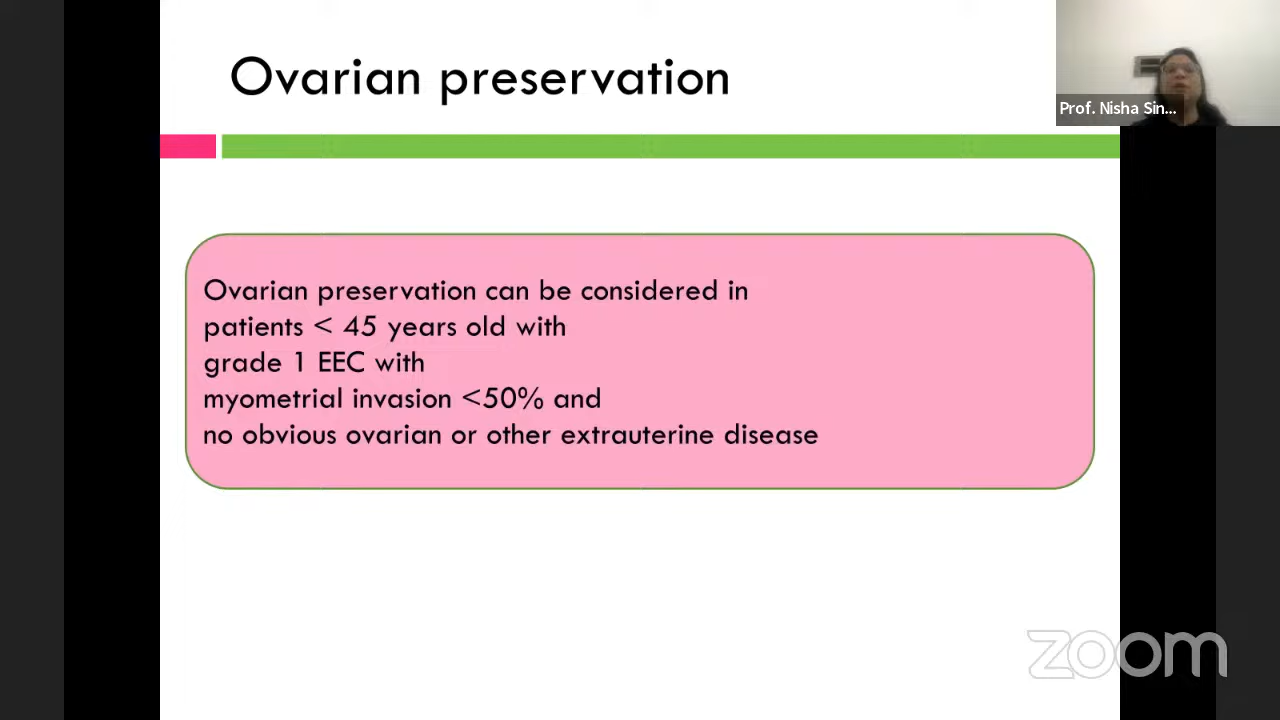 Ovarian preservation
Prof. Nisha Sin...
Ovarian preservation can be considered in
patients < 45 years old with
grade 1 EEC with
myometrial invasion <50% and
no obvious ovarian or other extrauterine disease
zoom